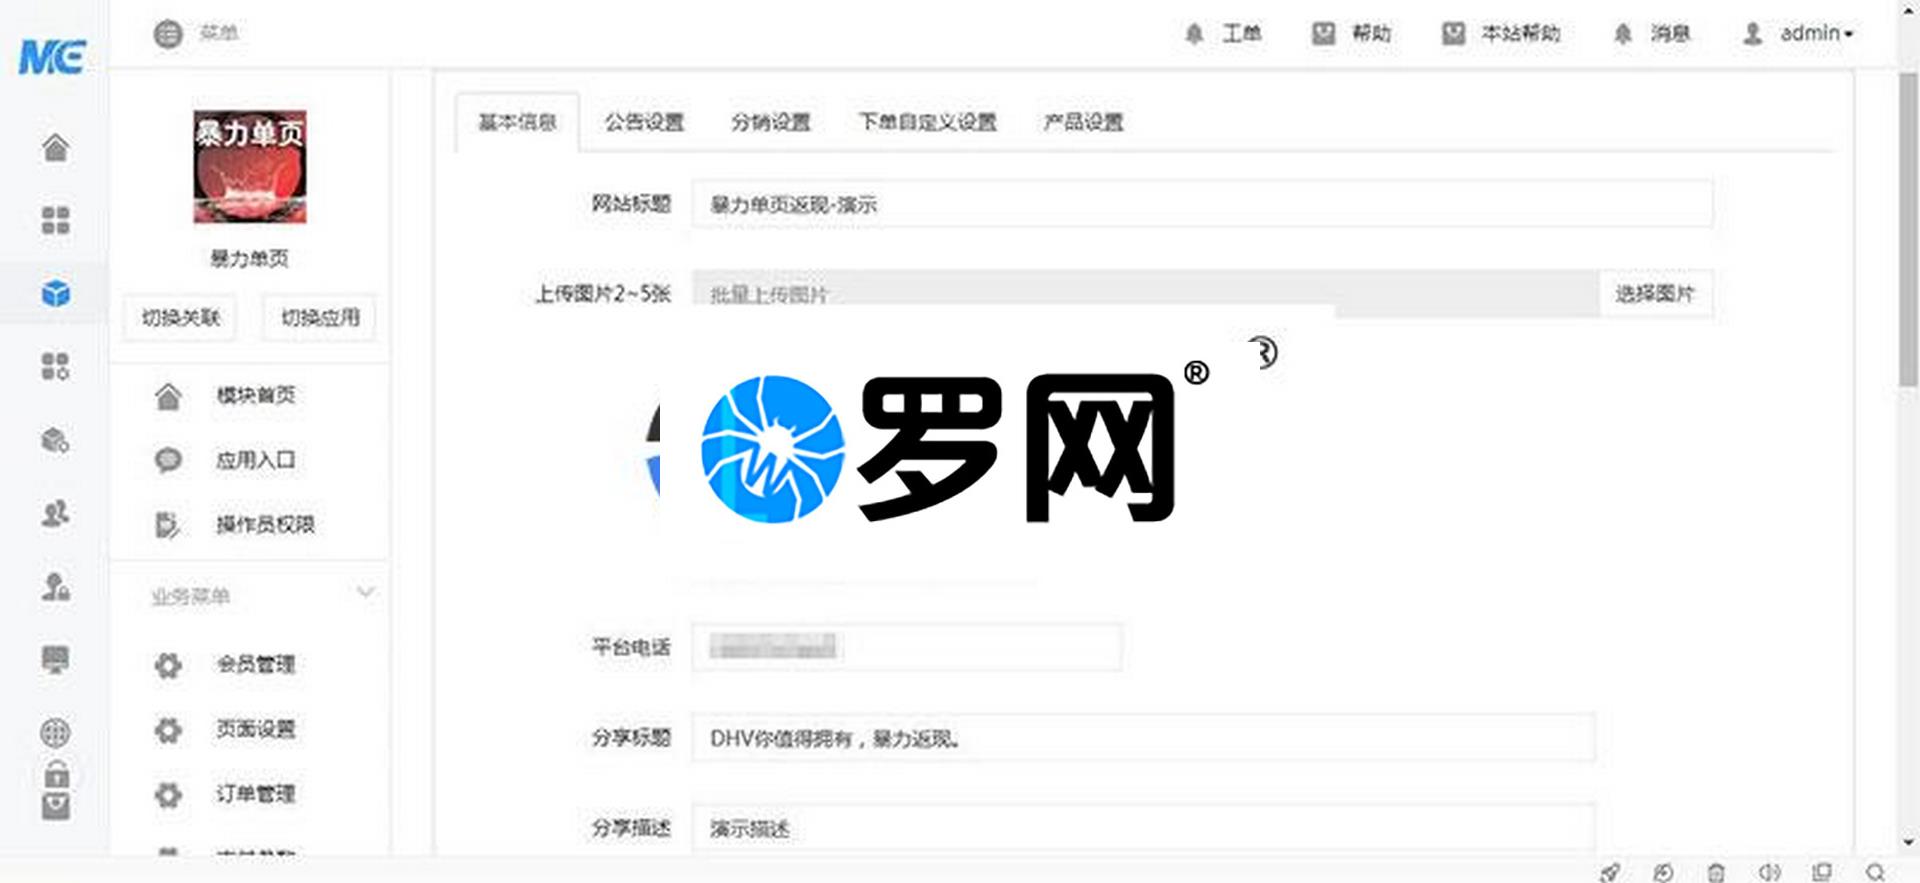 MCE
菜单
工单
帮助
本站帮助
消息
admin
暴力单页
暴力单页
切换关联
切换应用
模块首页
应用入口
操作员权限
业务菜单
会员管理
页面设置
订单管理
基本信息
公告设置
分销设置
下单自定义设置
产品设置
网站标题
暴力单页返现-演示
上传图片2~5张
批量上传图片
选择图片
®
罗网®
平台电话
分享标题
DHV你值得拥有，暴力返现。
分享描述
演示描述